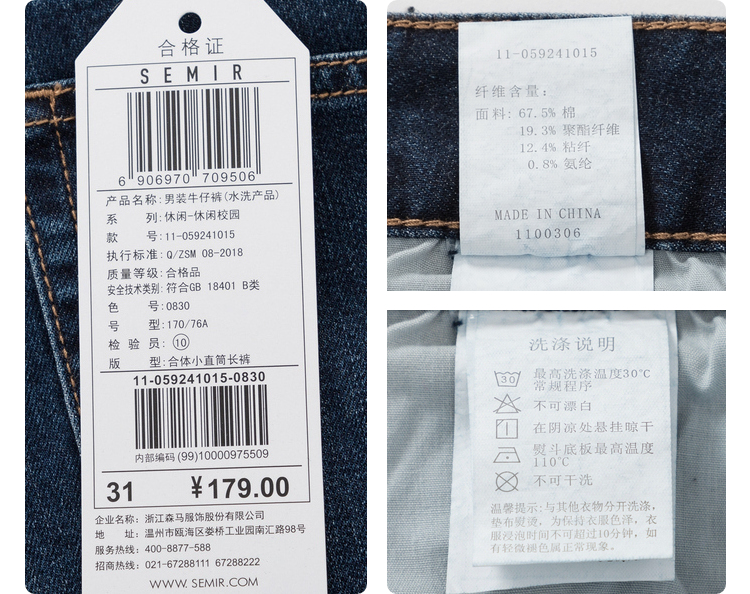 合格证
SEMIR
6 906970 709506
产品名称:男装牛仔裤(水洗产品)
系 列:休闲-休闲校园
款 号:11-059241015
执行标准:Q/ZSM 08-2018
质量等级:合格品
安全技术类别:符合GB 18401 B类
色 号:0830
号 型:170/76A
检 验 员:⑩
版 型:合体小直筒长裤
11-059241015-0830
内部编码(99)10000975509
31 ¥179.00
企业名称:浙江森马服饰股份有限公司
地 址:温州市瓯海区娄桥工业园南汇路98号
服务热线:400-8877-588
招商热线:021-67288111 67288222
WWW. SEMIR.COM
11-059241015
纤维含量:
面料:67.5% 棉
19.3% 聚酯纤维
12.4% 粘纤
0.8% 氨纶
MADE IN CHINA
1100306
洗涤说明
30 最高洗涤温度30℃
常规程序
不可漂白
在阴凉处悬挂晾干
熨斗底板最高温度
110℃
不可干洗
温馨提示:与其他衣物分开洗涤,
垫布熨烫,为保持衣服色泽,衣
服浸泡时间不可超过10分钟,如
有轻微褪色属正常现象。